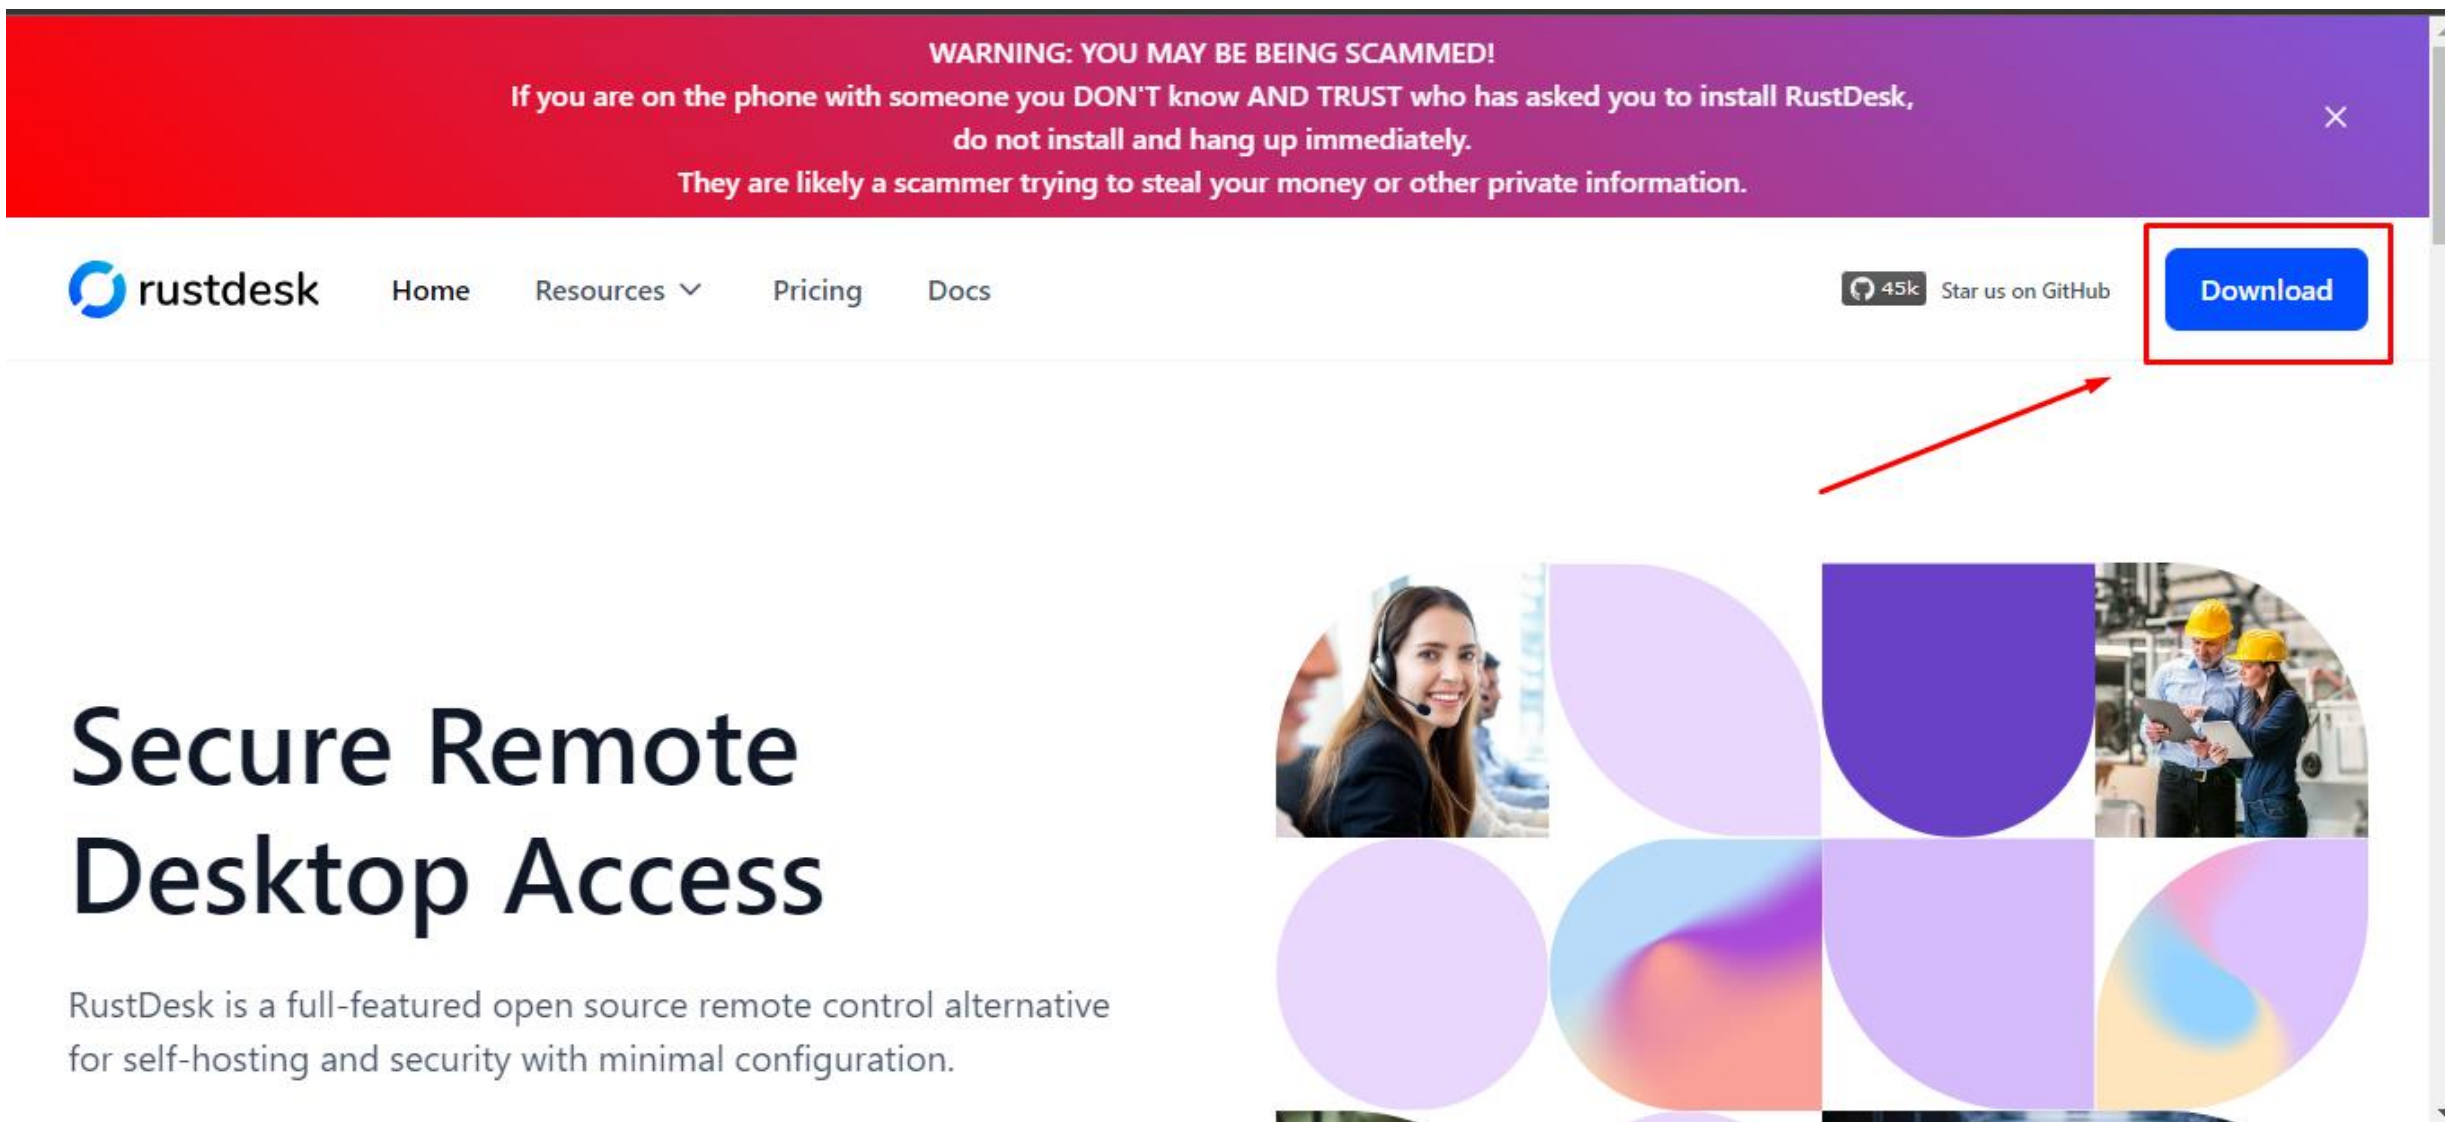 WARNING: YOU MAY BE BEING SCAMMED!
If you are on the phone with someone you DON'T know AND TRUST who has asked you to install RustDesk,
do not install and hang up immediately.
They are likely a scammer trying to steal your money or other private information.
rustdesk
Home
Resources
Pricing
Docs
45k
Star us on GitHub
Download
Secure Remote
Desktop Access
RustDesk is a full-featured open source remote control alternative
for self-hosting and security with minimal configuration.